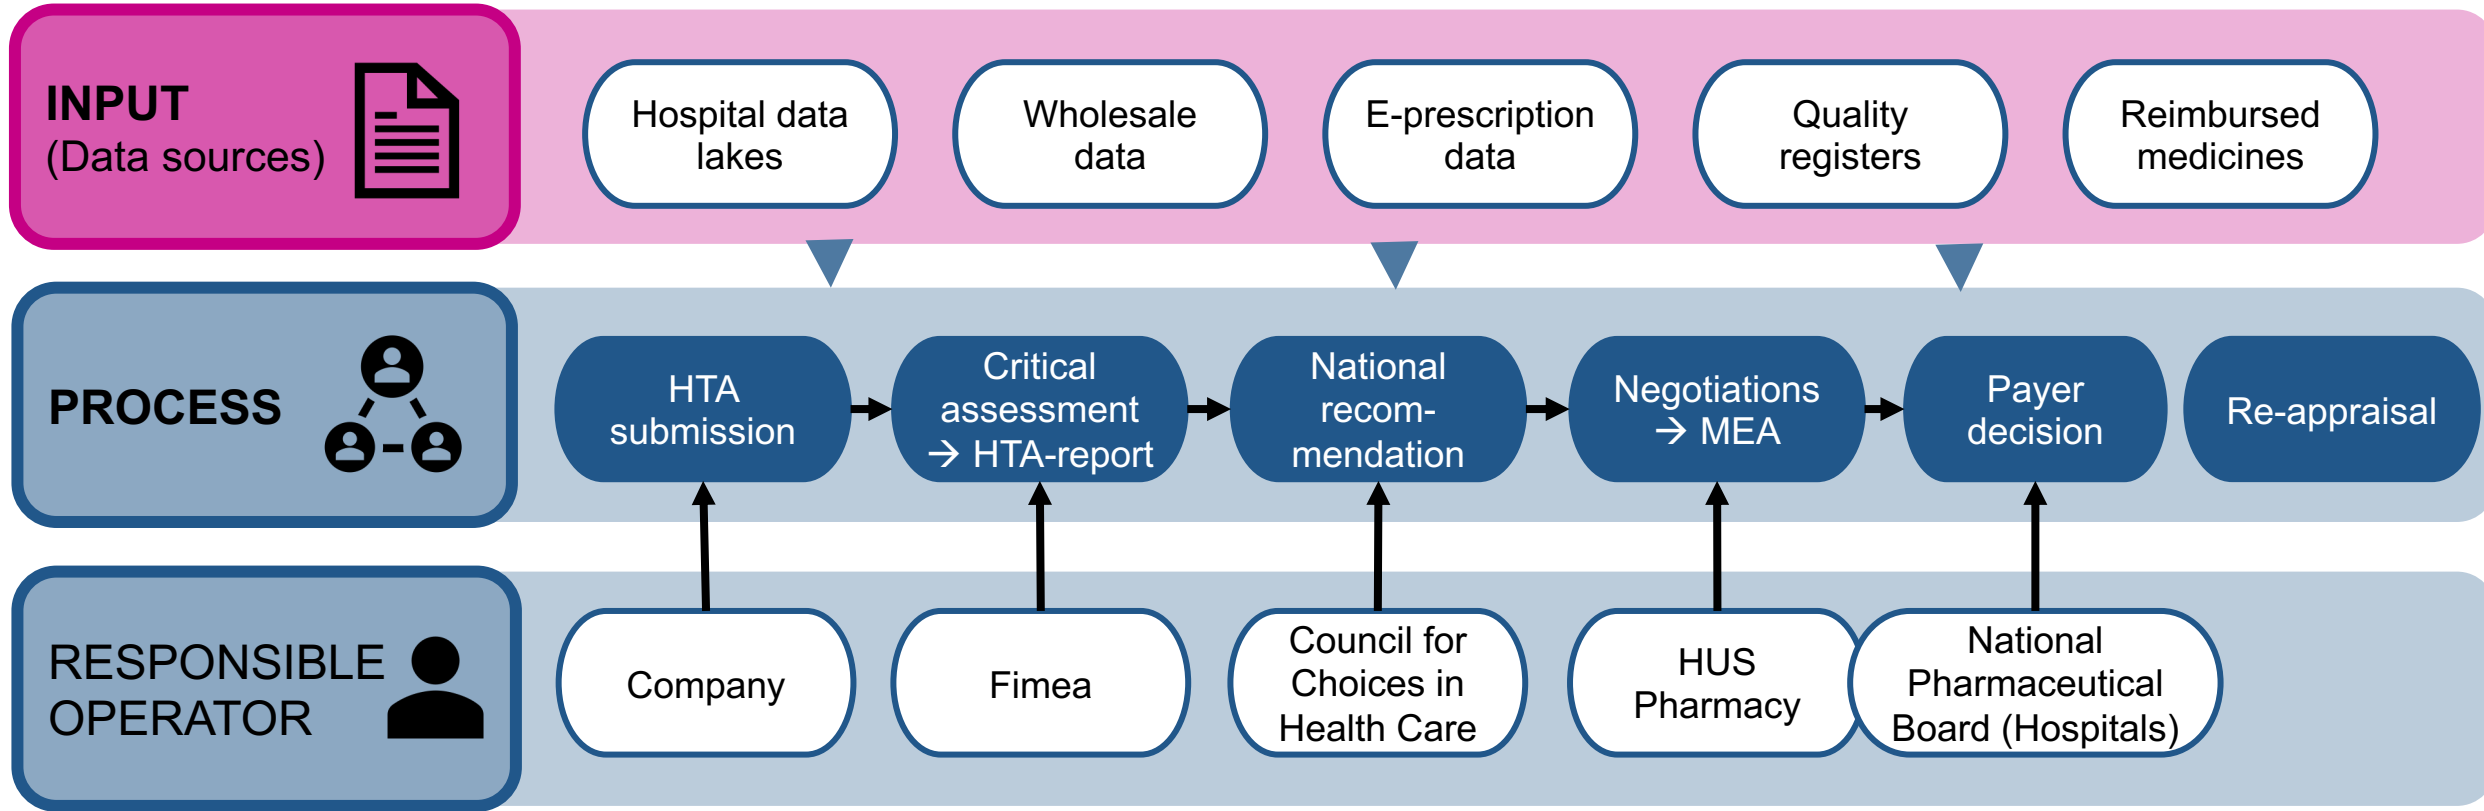 INPUT
(Data sources)
Hospital data
lakes
Wholesale
data
E-prescription
data
Quality
registers
Reimbursed
medicines
PROCESS
HTA
submission
Critical
assessment
→ HTA-report
National
recom-
mendation
Negotiations
→ MEA
Payer
decision
Re-appraisal
RESPONSIBLE
OPERATOR
Company
Fimea
Council for
Choices in
Health Care
HUS
Pharmacy
National
Pharmaceutical
Board (Hospitals)